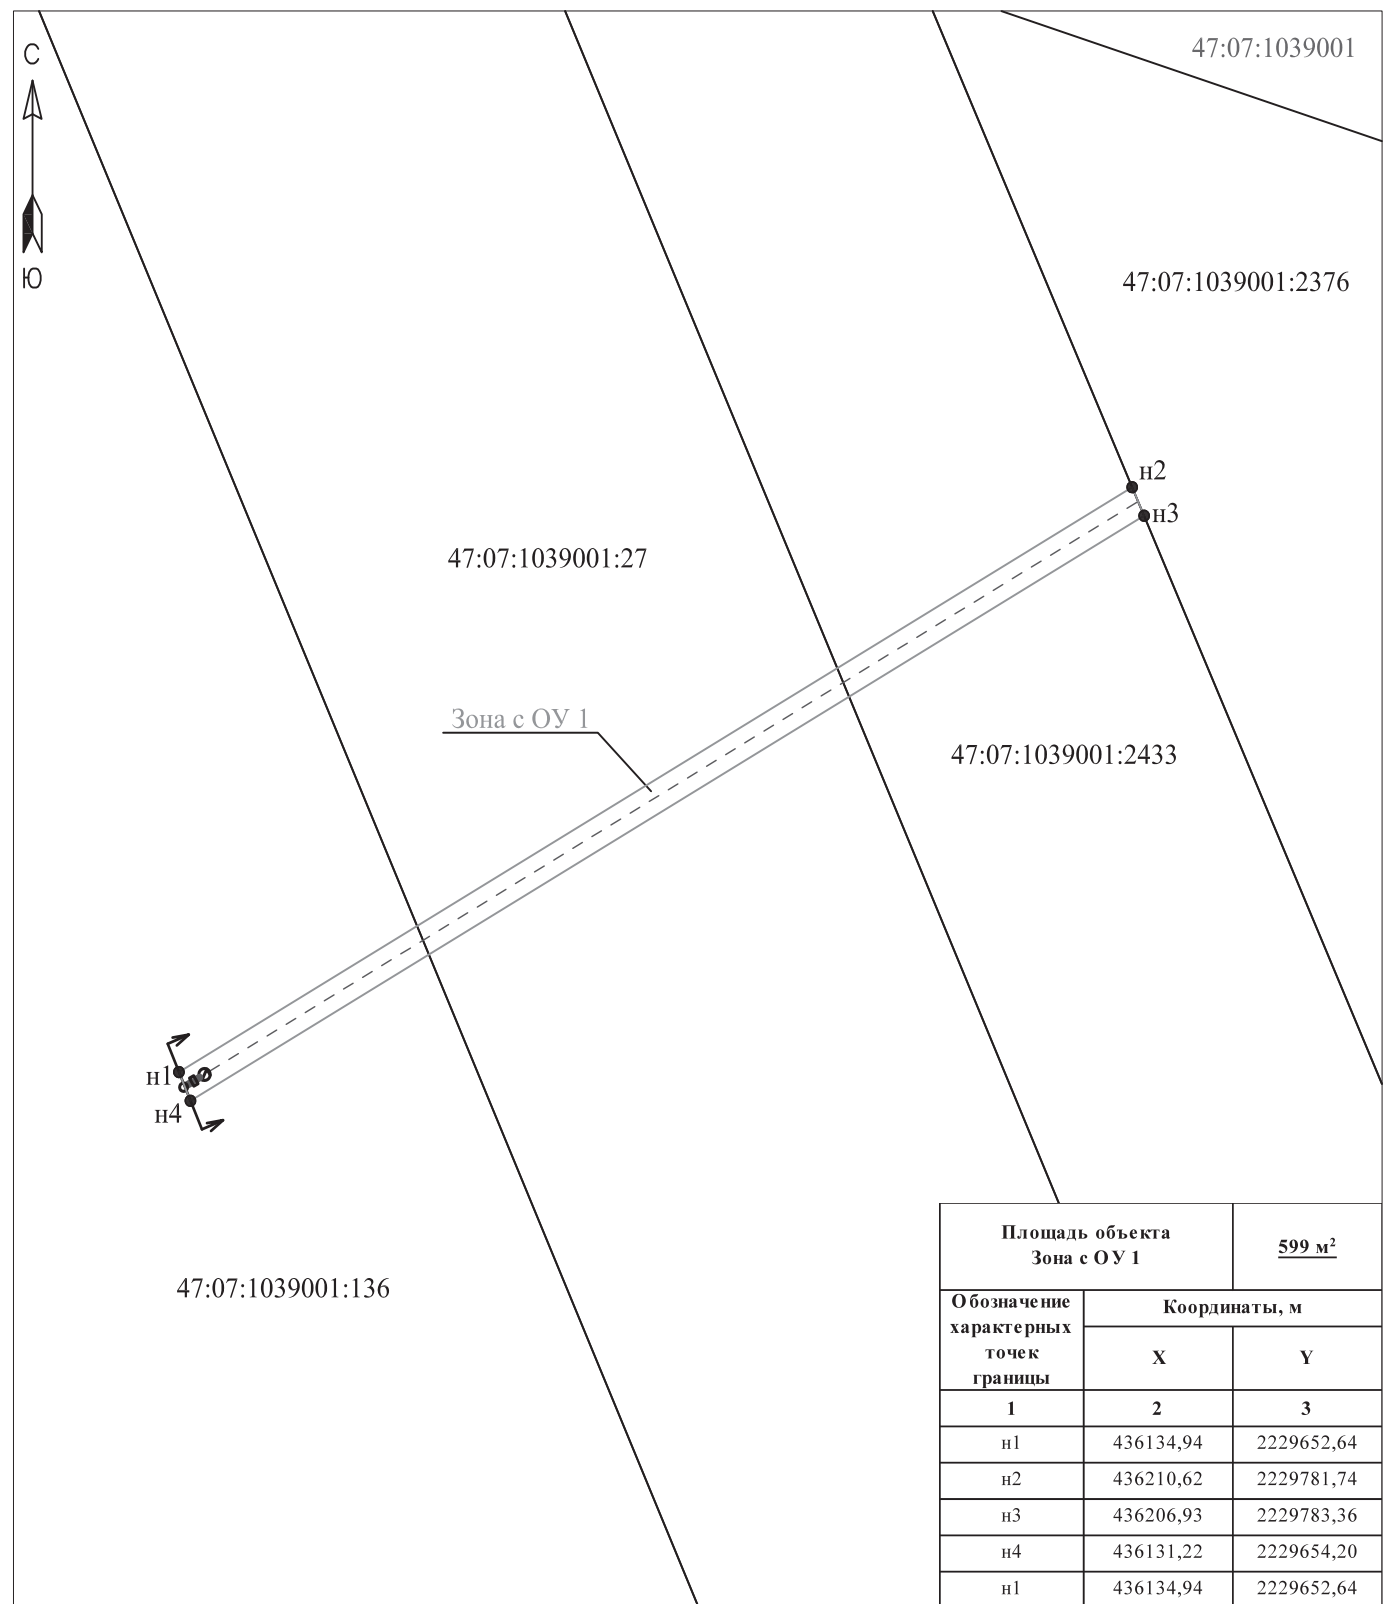 С
47:07:1039001
Ю
47:07:1039001:2376
н2
н3
47:07:1039001:27
Зона с ОУ 1
47:07:1039001:2433
н1
н4
47:07:1039001:136
Площадь объекта
Зона с ОУ 1
599 м²
Обозначение
характерных
точек
границы
Координаты, м
X
Y
1 2 3
н1 436134,94 2229652,64
н2 436210,62 2229781,74
н3 436206,93 2229783,36
н4 436131,22 2229654,20
н1 436134,94 2229652,64